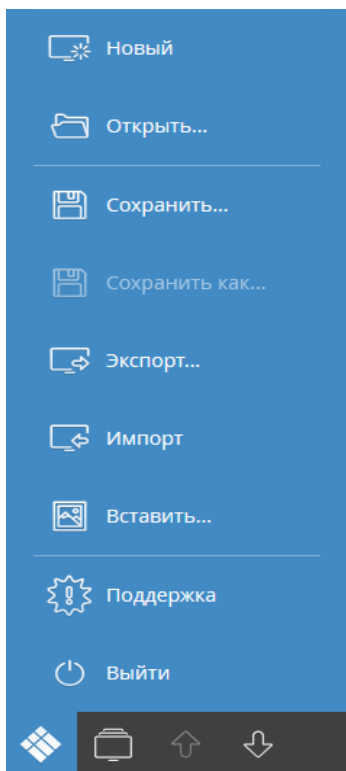 Новый
Открыть...
Сохранить...
Сохранить как...
Экспорт...
Импорт
Вставить...
Поддержка
Выйти